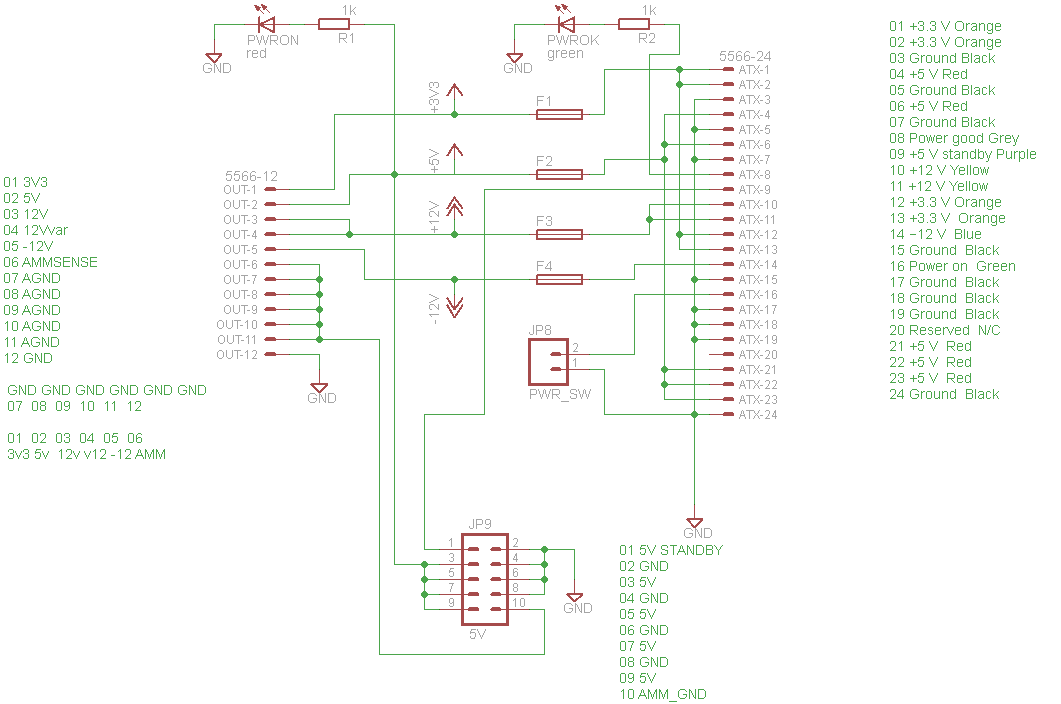 1k
PWRON
red
R1
GND
1k
PWROK
green
R2
GND
5566-24
ATX-1
ATX-2
ATX-3
ATX-4
ATX-5
ATX-6
ATX-7
ATX-8
ATX-9
ATX-10
ATX-11
ATX-12
ATX-13
ATX-14
ATX-15
ATX-16
ATX-17
ATX-18
ATX-19
ATX-20
ATX-21
ATX-22
ATX-23
ATX-24
GND
01 +3.3 V Orange
02 +3.3 V Orange
03 Ground Black
04 +5 V Red
05 Ground Black
06 +5 V Red
07 Ground Black
08 Power good Grey
09 +5 V standby Purple
10 +12 V Yellow
11 +12 V Yellow
12 +3.3 V Orange
13 +3.3 V Orange
14 −12 V Blue
15 Ground Black
16 Power on Green
17 Ground Black
18 Ground Black
19 Ground Black
20 Reserved N/C
21 +5 V Red
22 +5 V Red
23 +5 V Red
24 Ground Black
+3V3
+5V
+12V
-12V
F1
F2
F3
F4
01 3V3
02 5V
03 12V
04 12Vvar
05 -12V
06 AMMSENSE
07 AGND
08 AGND
09 AGND
10 AGND
11 AGND
12 GND
GND GND GND GND GND GND
07 08 09 10 11 12
01 02 03 04 05 06
3v3 5v 12v v12 -12 AMM
5566-12
OUT-1
OUT-2
OUT-3
OUT-4
OUT-5
OUT-6
OUT-7
OUT-8
OUT-9
OUT-10
OUT-11
OUT-12
GND
JP8
2
1
PWR_SW
JP9
1 2
3 4
5 6
7 8
9 10
5V
GND
01 5V STANDBY
02 GND
03 5V
04 GND
05 5V
06 GND
07 5V
08 GND
09 5V
10 AMM_GND